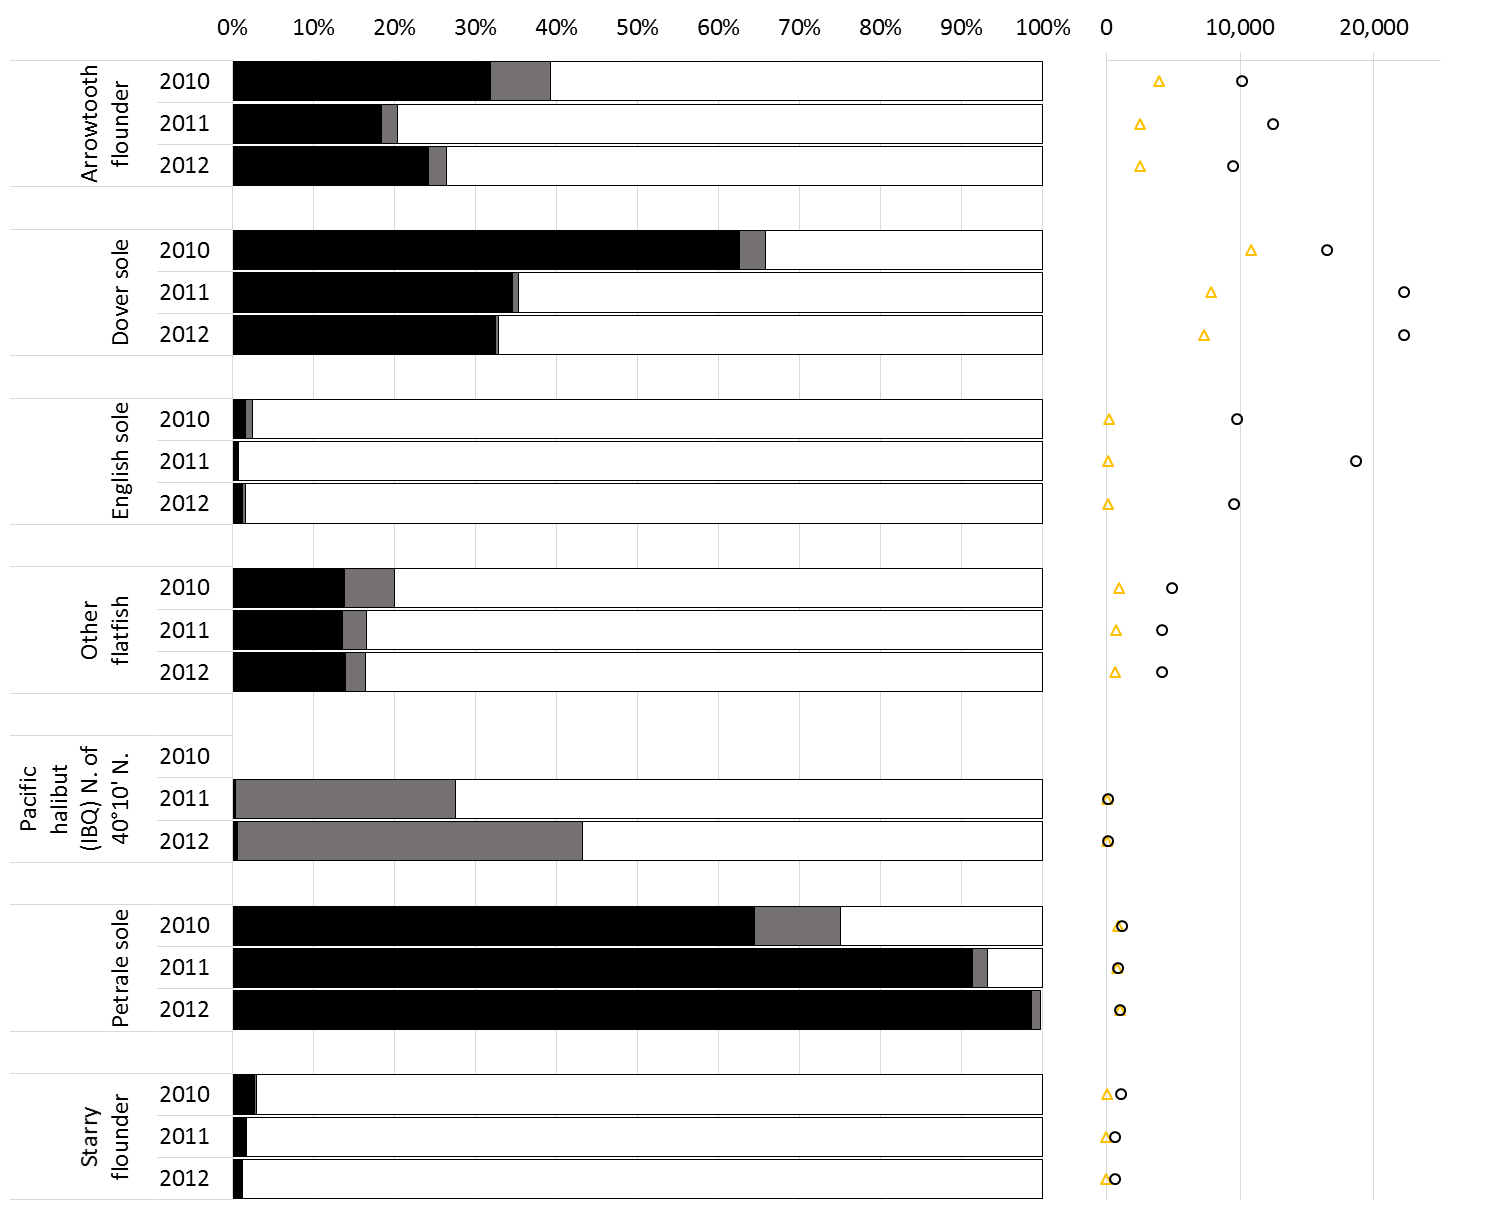 0% 10% 20% 30% 40% 50% 60% 70% 80% 90% 100% 0 10,000 20,000
Arrowtooth
flounder
2010
2011
2012
Dover sole
2010
2011
2012
English sole
2010
2011
2012
Other
flatfish
2010
2011
2012
Pacific
halibut
(IBQ) N. of
40°10' N.
2010
2011
2012
Petrale sole
2010
2011
2012
Starry
flounder
2010
2011
2012